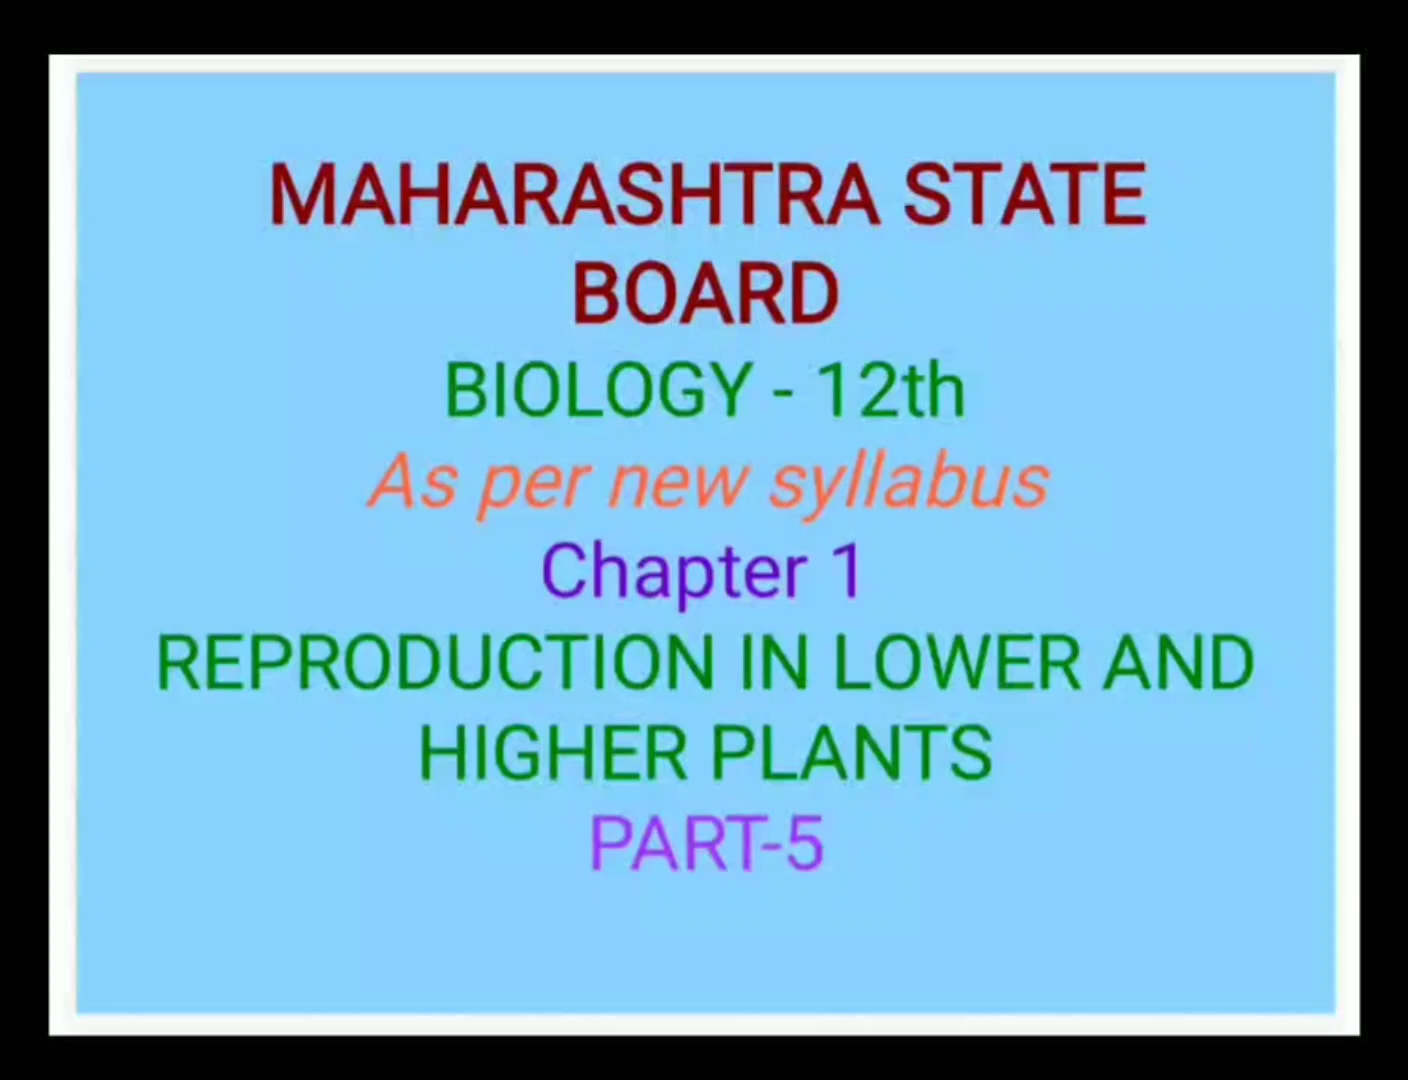 MAHARASHTRA STATE
BOARD
BIOLOGY - 12th
As per new syllabus
Chapter 1
REPRODUCTION IN LOWER AND
HIGHER PLANTS
PART-5